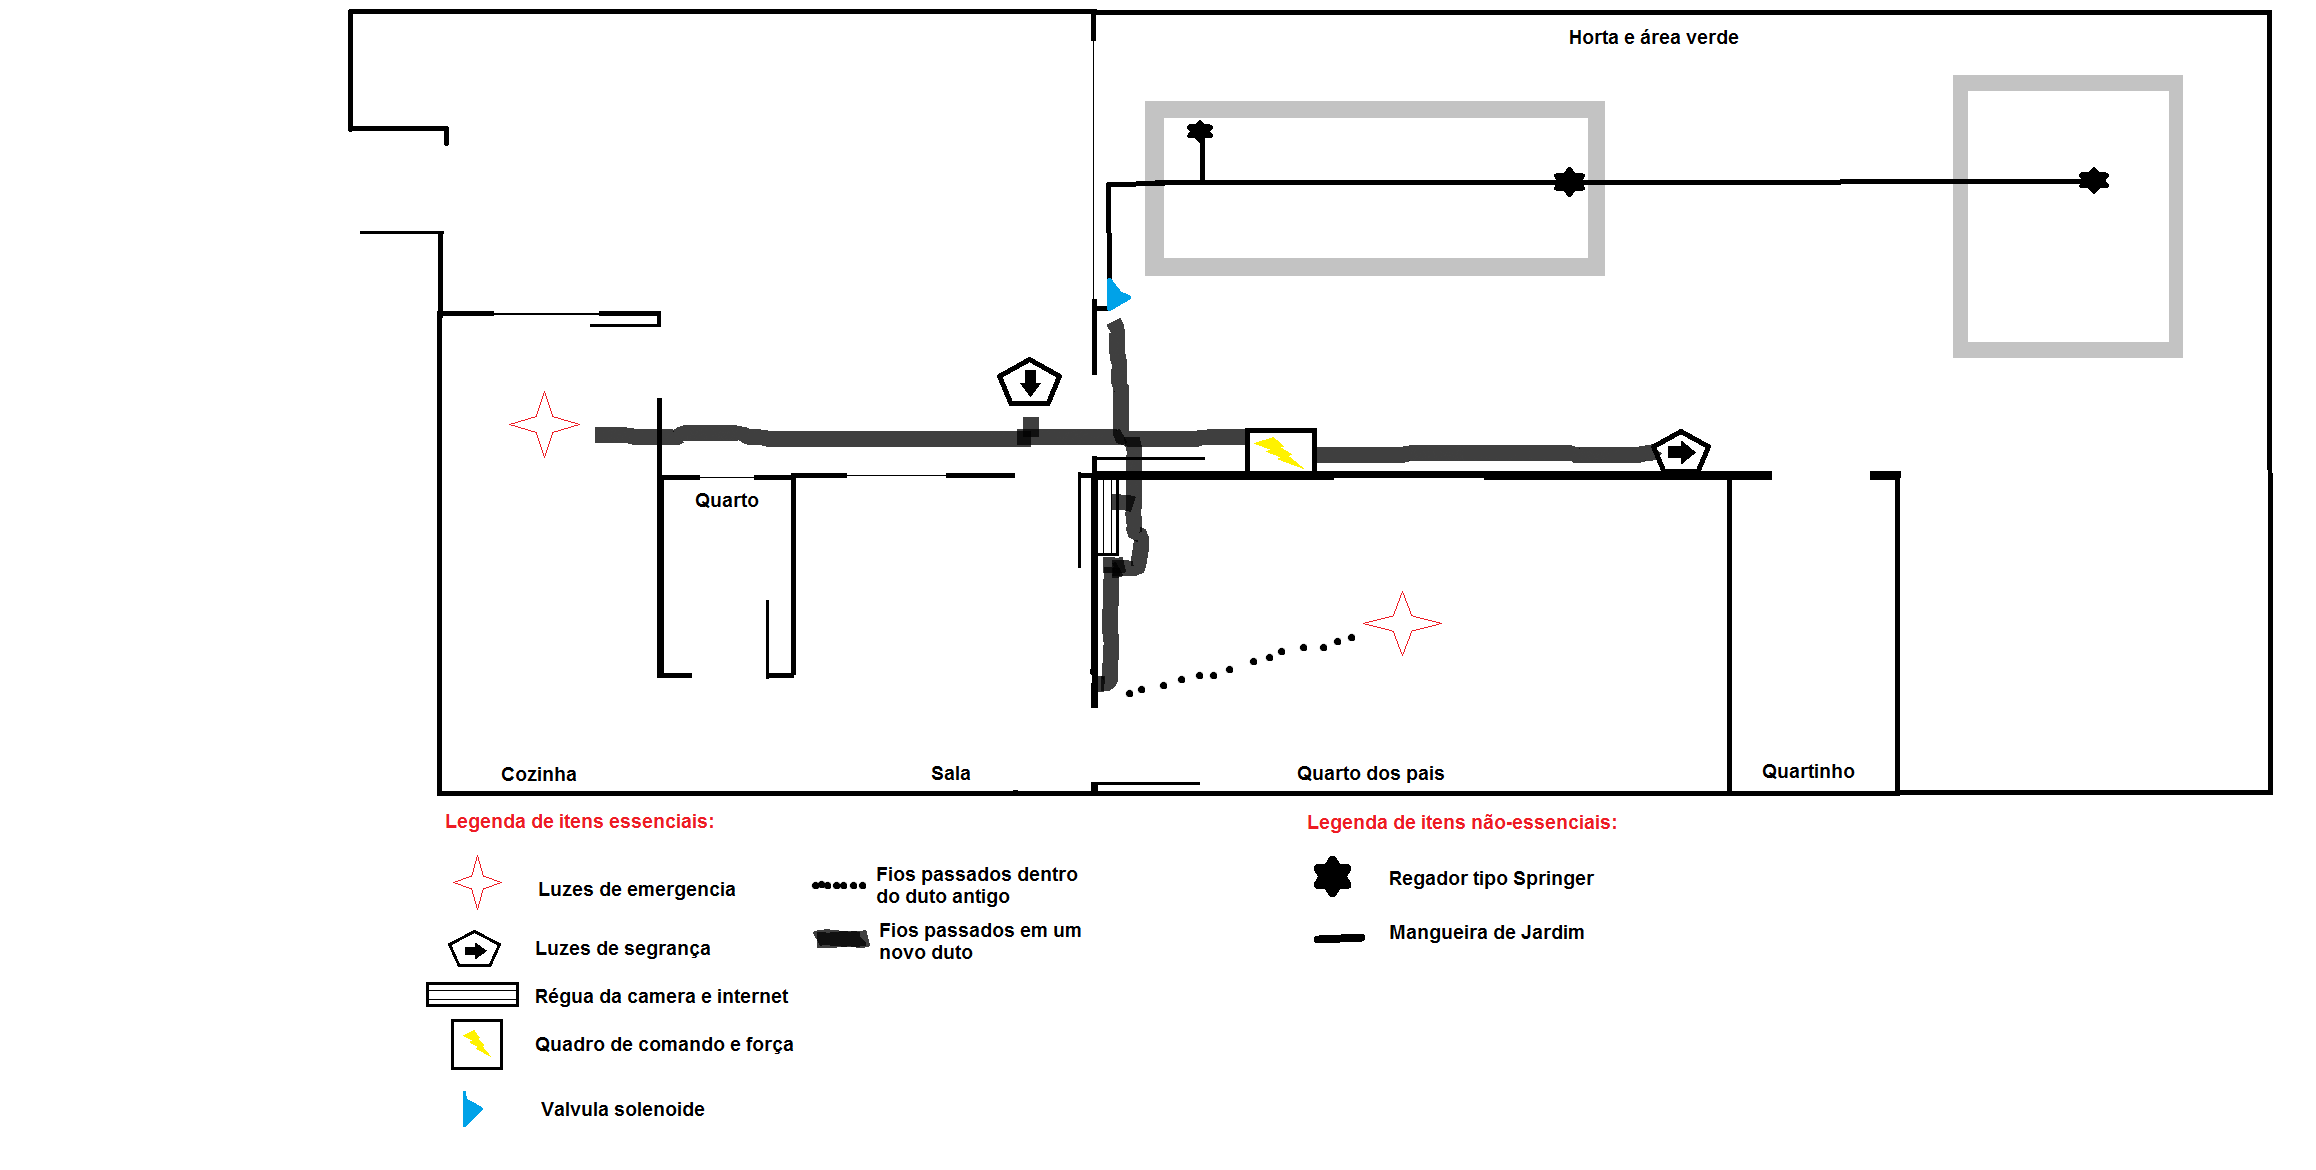 Horta e área verde
Quarto
Cozinha
Sala
Quarto dos pais
Quartinho
Legenda de itens essenciais:
Luzes de emergencia
Luzes de segrança
Régua da camera e internet
Quadro de comando e força
Valvula solenoide
Fios passados dentro
do duto antigo
Fios passados em um
novo duto
Legenda de itens não-essenciais:
Regador tipo Springer
Mangueira de Jardim